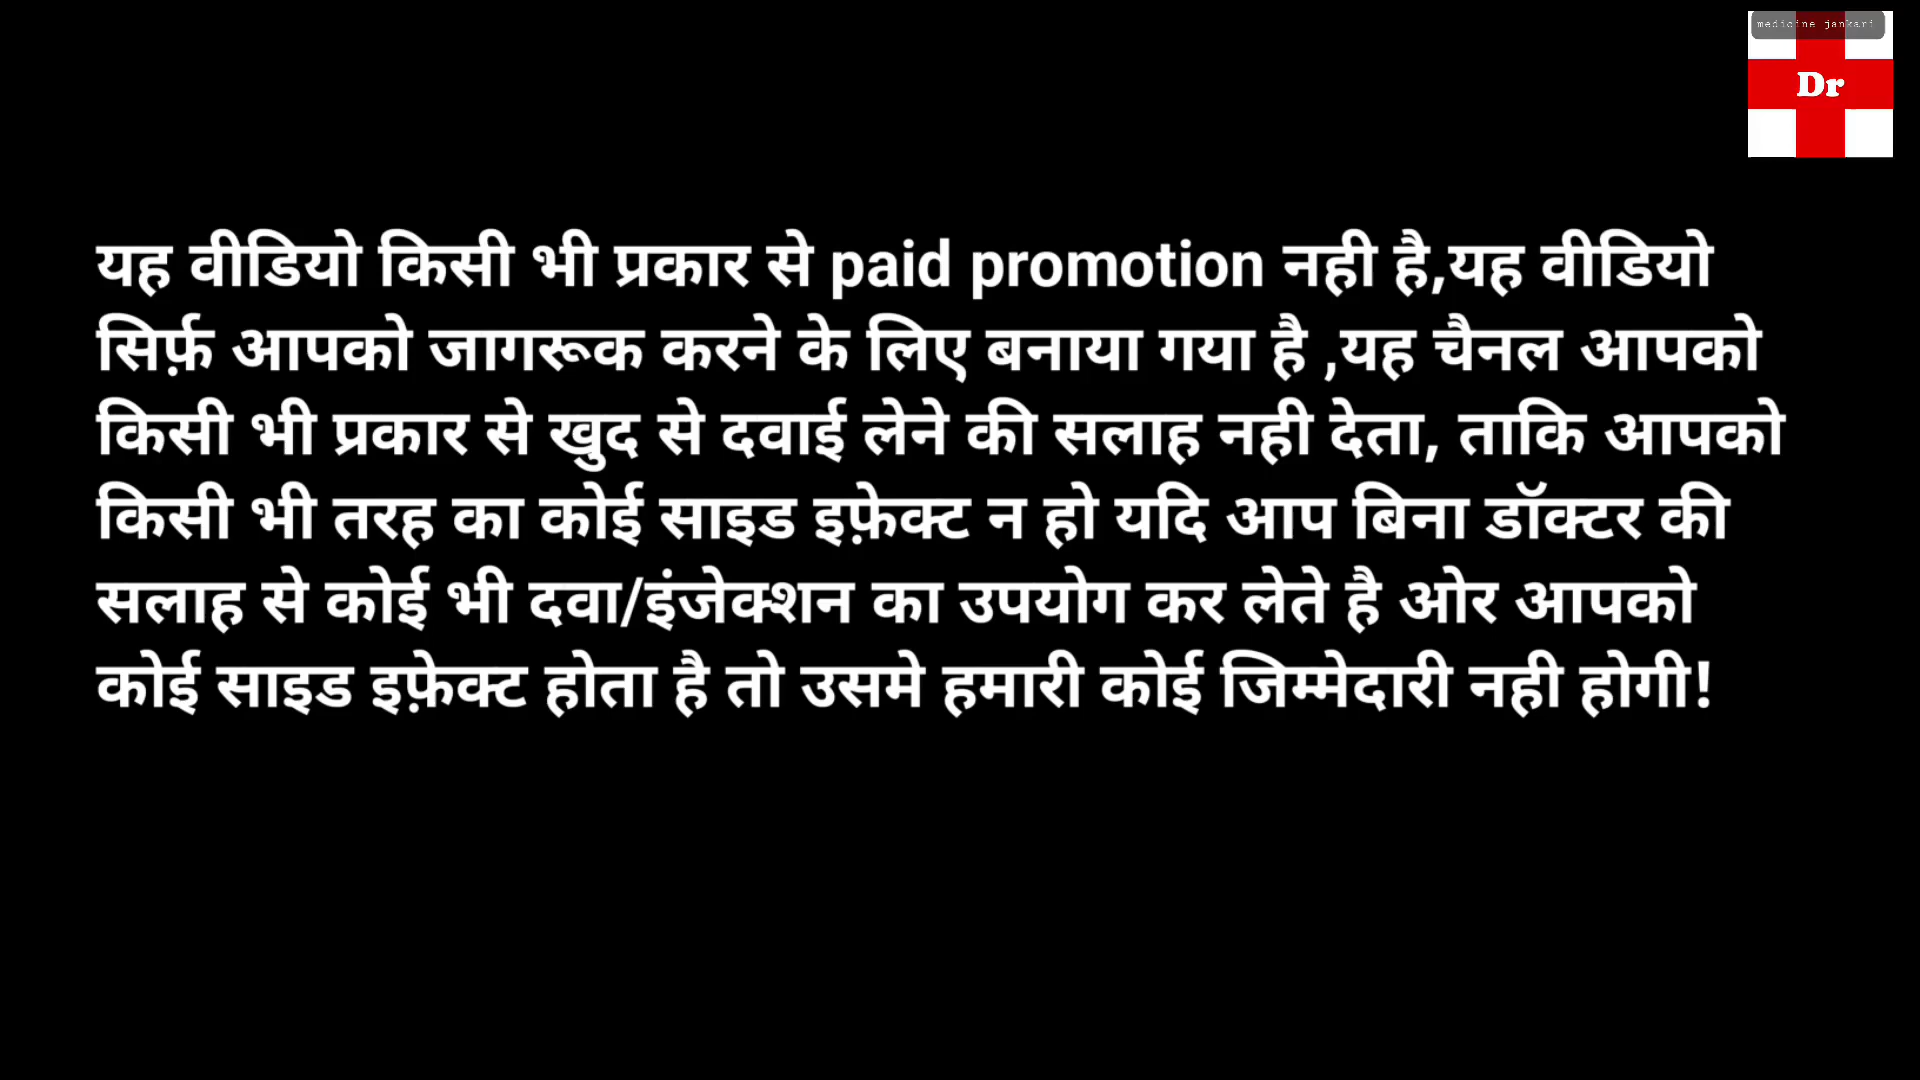 medicine jankari
Dr
यह वीडियो किसी भी प्रकार से paid promotion नही है,यह वीडियो
सिर्फ़ आपको जागरूक करने के लिए बनाया गया है ,यह चैनल आपको
किसी भी प्रकार से खुद से दवाई लेने की सलाह नही देता, ताकि आपको
किसी भी तरह का कोई साइड इफ़ेक्ट न हो यदि आप बिना डॉक्टर की
सलाह से कोई भी दवा/इंजेक्शन का उपयोग कर लेते है ओर आपको
कोई साइड इफ़ेक्ट होता है तो उसमे हमारी कोई जिम्मेदारी नही होगी!